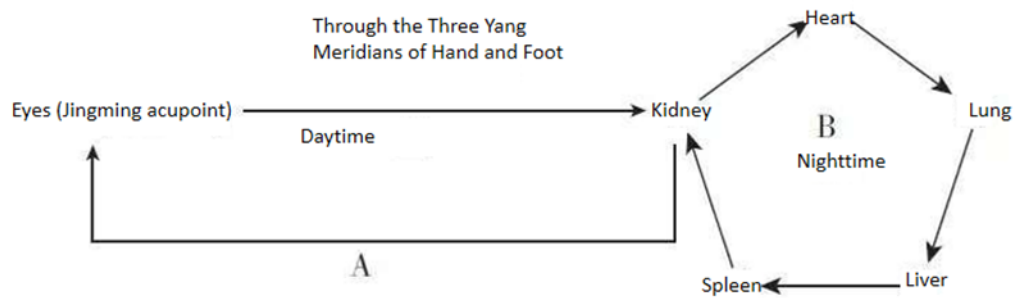 Through the Three Yang
Meridians of Hand and Foot
Heart
Eyes (Jingming acupoint)
Kidney
Lung
Daytime
B
Nighttime
A
Spleen
Liver